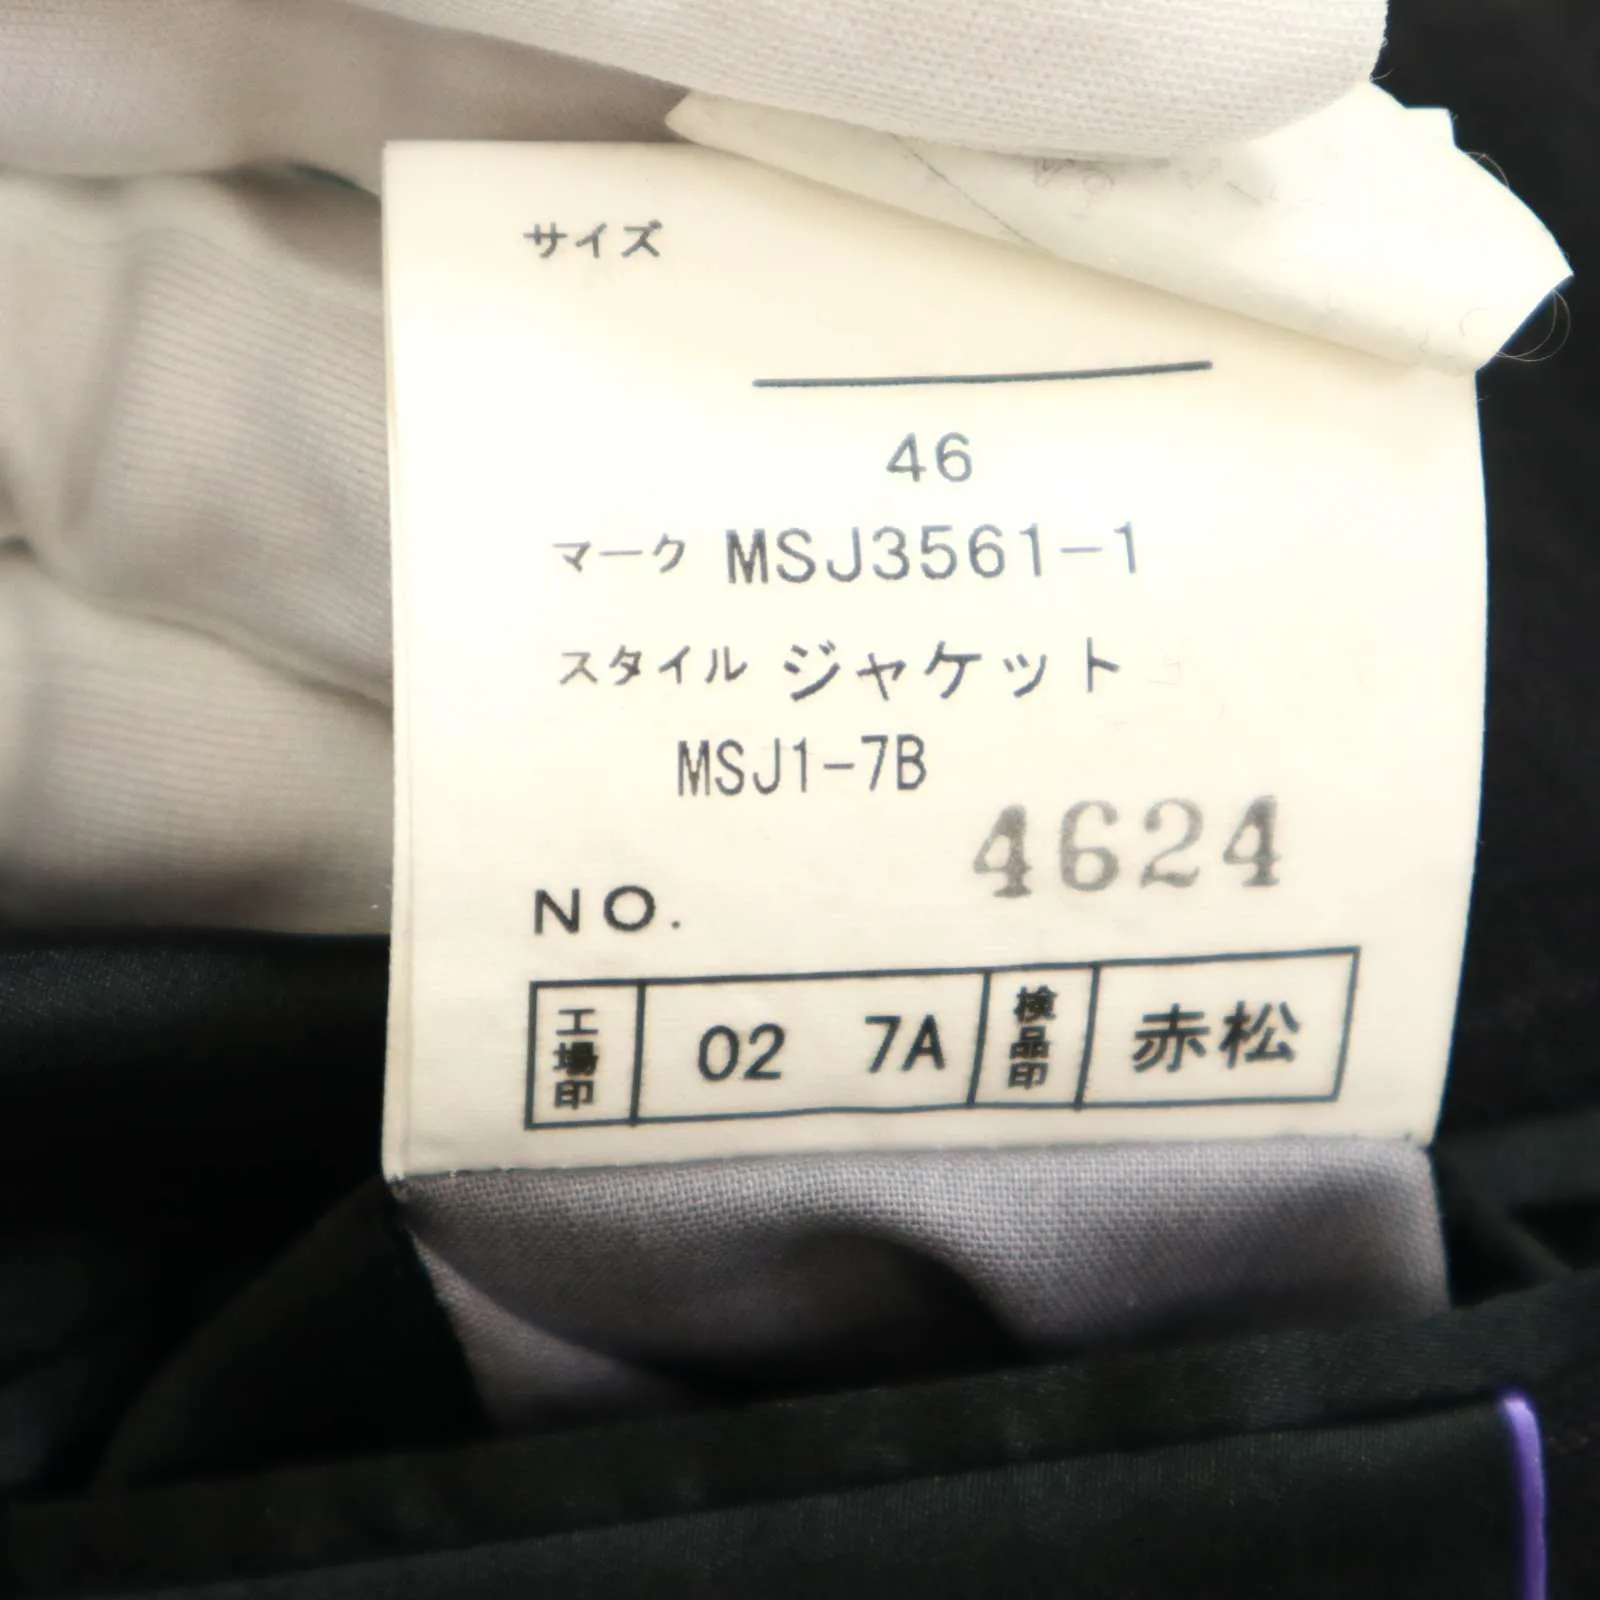 サイズ
46
マーク MSJ3561-1
スタイル ジャケット
MSJ1-7B
4624
NO.
工場印 02 7A 検品印 赤松